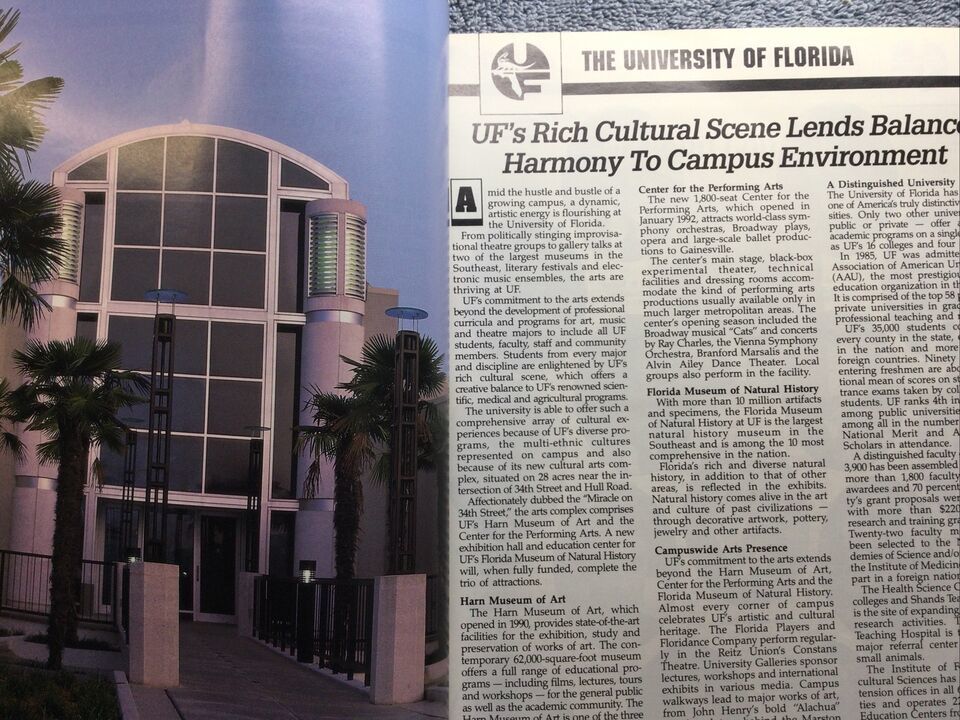 UF
THE UNIVERSITY OF FLORIDA
UF's Rich Cultural Scene Lends Balance
Harmony To Campus Environment
Amid the hustle and bustle of a
growing campus, a dynamic,
artistic energy is flourishing at
the University of Florida.
From politically stinging improvisa-
tional theatre groups to gallery talks at
two of the largest museums in the
Southeast, literary festivals and elec-
tronic music ensembles, the arts are
thriving at UF.
UF's commitment to the arts extends
beyond the development of professional
curricula and programs for art, music
and theatre majors to include all UF
students, faculty, staff and community
members. Students from every major
and discipline are enlightened by UF's
rich cultural scene, which offers a
creative balance to UF's renowned scien-
tific, medical and agricultural programs.
The university is able to offer such a
comprehensive array of cultural ex-
periences because of UF's diverse pro-
grams, the multi-ethnic cultures
represented on campus and also
because of its new cultural arts com-
plex, situated on 28 acres near the in-
tersection of 34th Street and Hull Road.
Affectionately dubbed the "Miracle on
34th Street," the arts complex comprises
UF's Harn Museum of Art and the
Center for the Performing Arts. A new
exhibition hall and education center for
UF's Florida Museum of Natural History
will, when fully funded, complete the
trio of attractions.
Harn Museum of Art
The Harn Museum of Art, which
opened in 1990, provides state-of-the-art
facilities for the exhibition, study and
preservation of works of art. The con-
temporary 62,000-square-foot museum
offers a full range of educational pro-
grams — including films, lectures, tours
and workshops — for the general public
as well as the academic community. The
Harn Museum of Art is one of the three
Center for the Performing Arts
The new 1,800-seat Center for the
Performing Arts, which opened in
January 1992, attracts world-class sym-
phony orchestras, Broadway plays,
opera and large-scale ballet produc-
tions to Gainesville.
The center's main stage, black-box
experimental theater, technical
facilities and dressing rooms accom-
modate the kind of performing arts
productions usually available only in
much larger metropolitan areas. The
center's opening season included the
Broadway musical "Cats" and concerts
by Ray Charles, the Vienna Symphony
Orchestra, Branford Marsalis and the
Alvin Ailey Dance Theater. Local
groups also perform in the facility.
Florida Museum of Natural History
With more than 10 million artifacts
and specimens, the Florida Museum
of Natural History at UF is the largest
natural history museum in the
Southeast and is among the 10 most
comprehensive in the nation.
Florida's rich and diverse natural
history, in addition to that of other
areas, is reflected in the exhibits.
Natural history comes alive in the art
and culture of past civilizations —
through decorative artwork, pottery,
jewelry and other artifacts.
Campuswide Arts Presence
UF's commitment to the arts extends
beyond the Harn Museum of Art,
Center for the Performing Arts and the
Florida Museum of Natural History.
Almost every corner of campus
celebrates UF's artistic and cultural
heritage. The Florida Players and
Floridance Company perform regular-
ly in the Reitz Union's Constans
Theatre. University Galleries sponsor
lectures, workshops and international
exhibits in various media. Campus
walkways lead to major works of art,
from John Henry's bold "Alachua"
behind the Marston
A Distinguished University
The University of Florida has
one of America's truly distinctiv
sities. Only two other univer
public or private — offer a
academic programs on a singl
as UF's 16 colleges and four
In 1985, UF was admitte
Association of American Un
(AAU), the most prestigio
education organization in th
It is comprised of the top 58 p
private universities in grad
professional teaching and r
UF's 35,000 students co
every county in the state, e
in the nation and more
foreign countries. Ninety
entering freshmen are abo
tional mean of scores on st
trance exams taken by coll
students. UF ranks 4th in
among public universitie
among all in the number
National Merit and A
Scholars in attendance.
A distinguished faculty
3,900 has been assembled
more than 1,800 faculty
awardees and 70 percent
ty's grant proposals wer
with more than $220
research and training gra
Twenty-two faculty m
been selected to the N
demies of Science and/o
the Institute of Medicin
part in a foreign nation
The Health Science C
colleges and Shands Tea
is the site of expanding
research activities. T
Teaching Hospital is t
major referral center
small animals.
The Institute of F
cultural Sciences has
tension offices in all 6
ties and operates 22
Education Centers fro